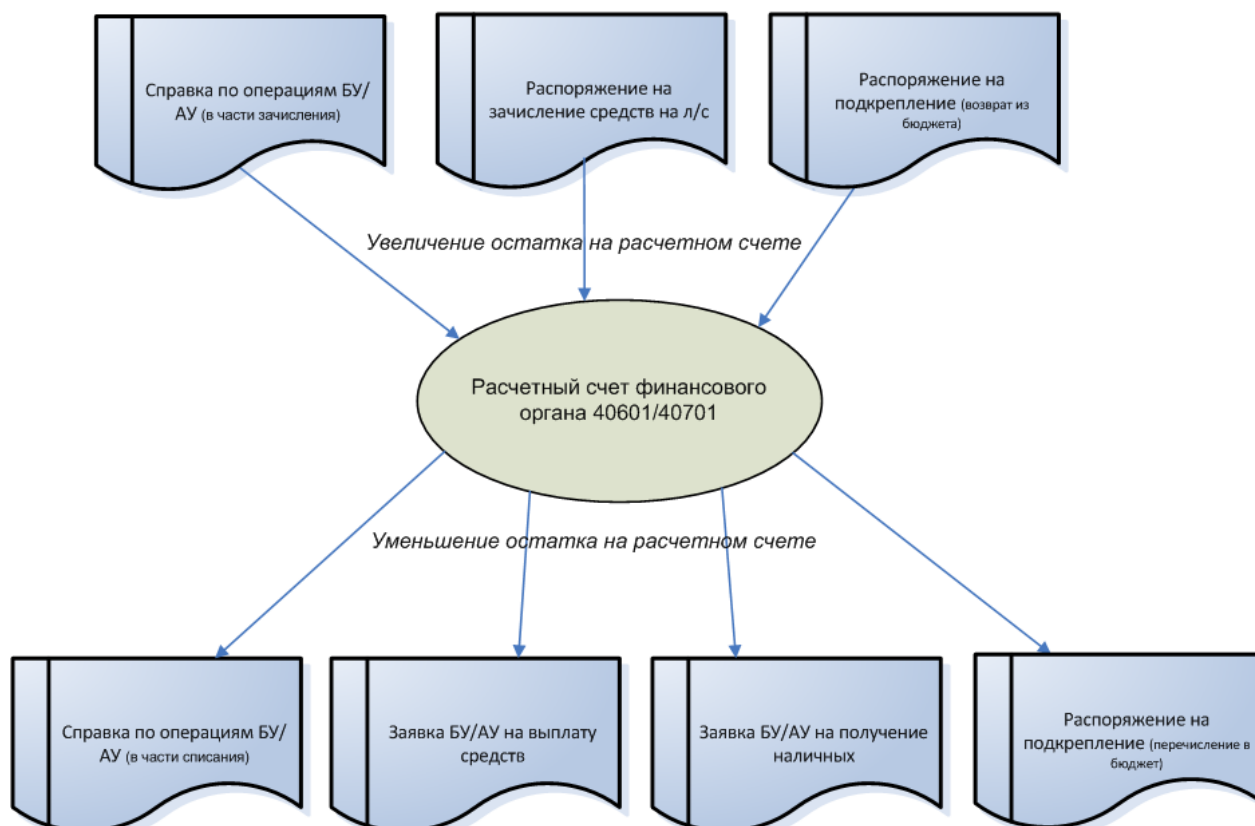 Справка по операциям БУ/
АУ (в части зачисления)
Распоряжение на
зачисление средств на л/с
Распоряжение на
подкрепление (возврат из
бюджета)
Увеличение остатка на расчетном счете
Расчетный счет финансового
органа 40601/40701
Уменьшение остатка на расчетном счете
Справка по операциям БУ/
АУ (в части списания)
Заявка БУ/АУ на выплату
средств
Заявка БУ/АУ на получение
наличных
Распоряжение на
подкрепление (перечисление в
бюджет)